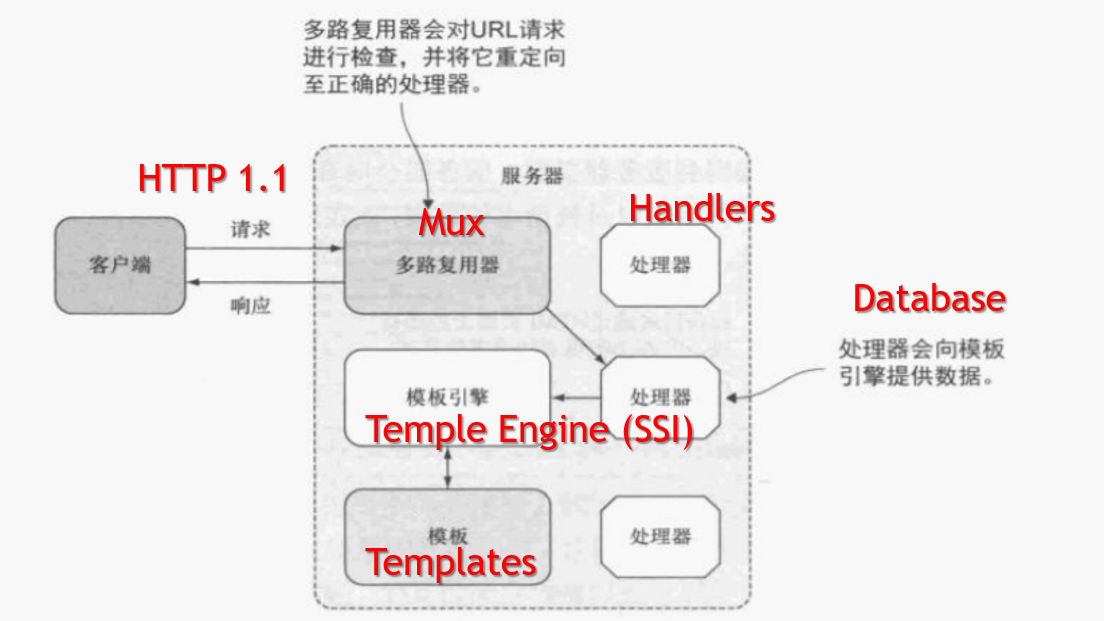 多路复用器会对URL请求
进行检查，并将它重定向
至正确的处理器。
HTTP 1.1
服务器
请求
Mux
Handlers
客户端
多路复用器
处理器
响应
Database
处理器会向模板
引擎提供数据。
模板引擎
处理器
Temple Engine (SSI)
模板
处理器
Templates